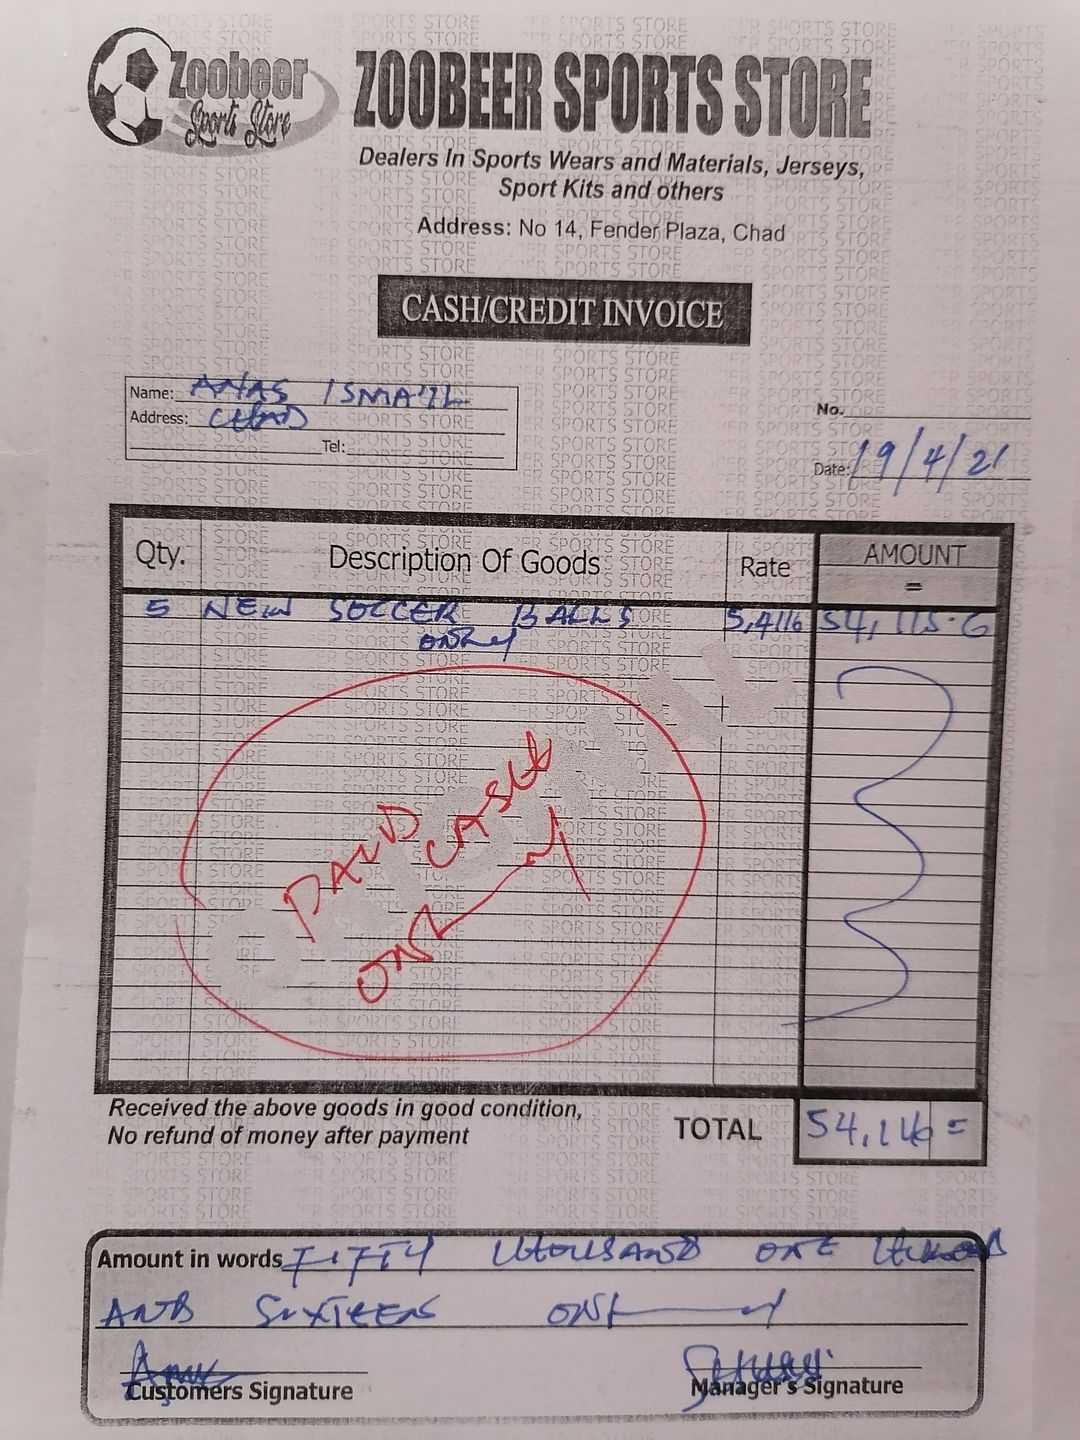 Zoobeer
Sports Store
ZOOBEER SPORTS STORE
Dealers In Sports Wears and Materials, Jerseys,
Sport Kits and others
Address: No 14, Fender Plaza, Chad
CASH/CREDIT INVOICE
Name: ANAS ISMA'IL
Address: CHAD
Tel:
No.
Date: 19/4/21
Qty. Description Of Goods Rate AMOUNT
=
5 NEW SOCCER BALLS 5,4116 54,115.6
ONLY
PAID CASH
ONLY
Received the above goods in good condition,
No refund of money after payment
TOTAL 54,116=
Amount in words FIFTY THOUSAND ONE HUNDRED
AND SIXTEEN ONLY
Customers Signature
Manager's Signature